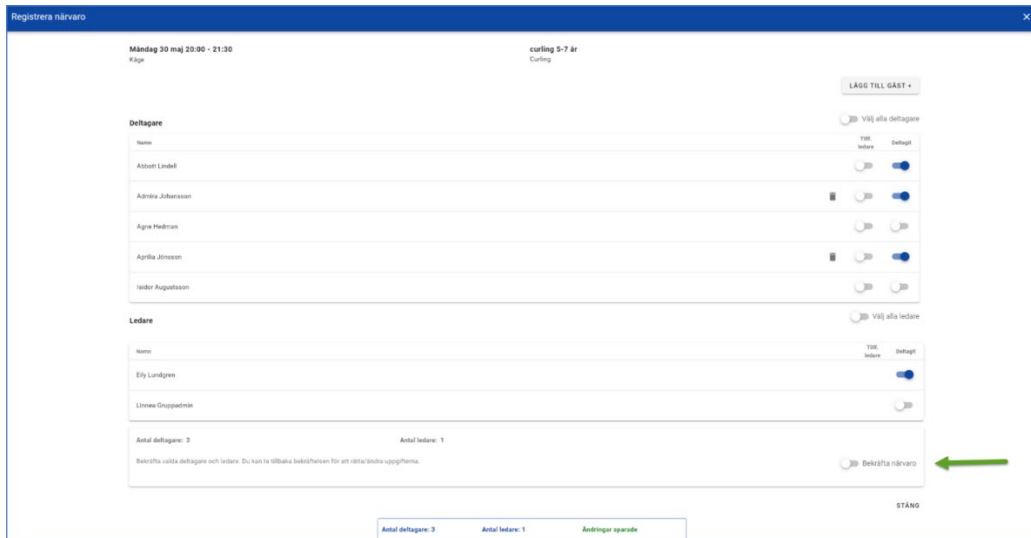 Registrera närvaro
Måndag 30 maj 20:00 - 21:30
Kåge
curling 5-7 år
Curling
LÄGG TILL GÄST +
Deltagare
Välj alla deltagare
Namn
Tillf. ledare
Deltagit
Abbott Lindell
Admira Johansson
Agne Hedman
Aprilia Jönsson
Isidor Augustsson
Ledare
Välj alla ledare
Namn
Tillf. ledare
Deltagit
Eily Lundgren
Linnea Gruppadmin
Antal deltagare: 3
Antal ledare: 1
Bekräfta valda deltagare och ledare. Du kan ta tillbaka bekräftelsen för att rätta/ändra uppgifterna.
Bekräfta närvaro
STÄNG
Antal deltagare: 3
Antal ledare: 1
Ändringar sparade